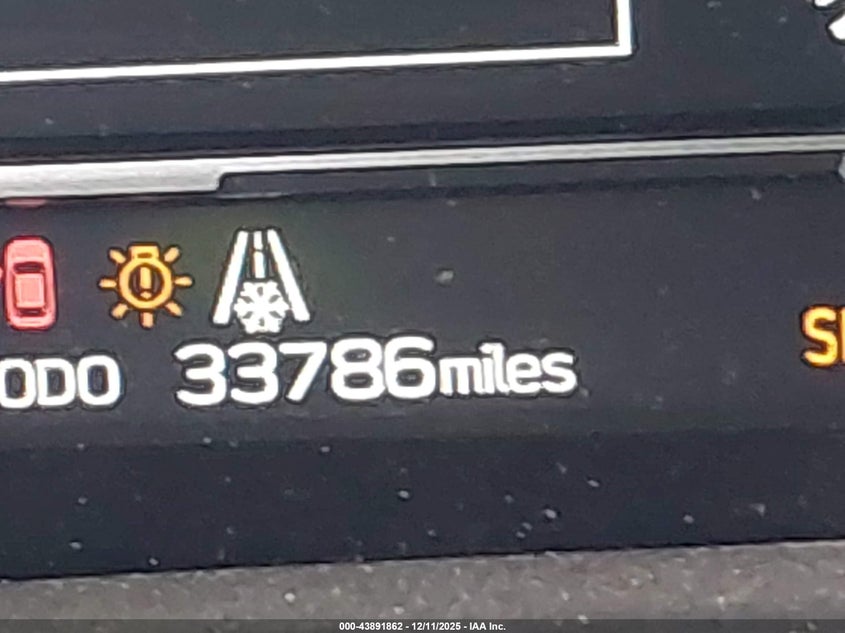 ODO 33786miles
000-43891862 - 12/11/2025 - IAA Inc.